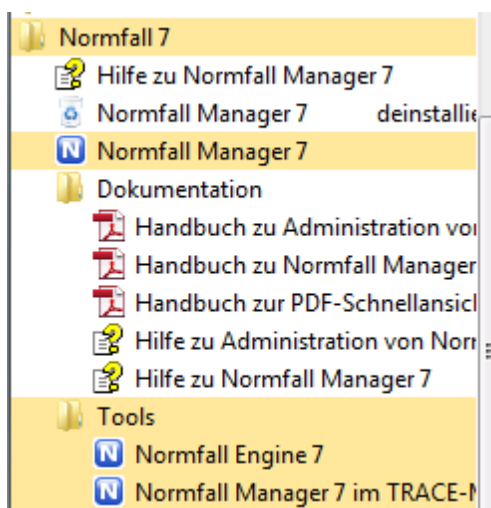 Normfall 7
Hilfe zu Normfall Manager 7
Normfall Manager 7 deinstallie
Normfall Manager 7
Dokumentation
Handbuch zu Administration vo
Handbuch zu Normfall Manager
Handbuch zur PDF-Schnellansic
Hilfe zu Administration von Nor
Hilfe zu Normfall Manager 7
Tools
Normfall Engine 7
Normfall Manager 7 im TRACE-